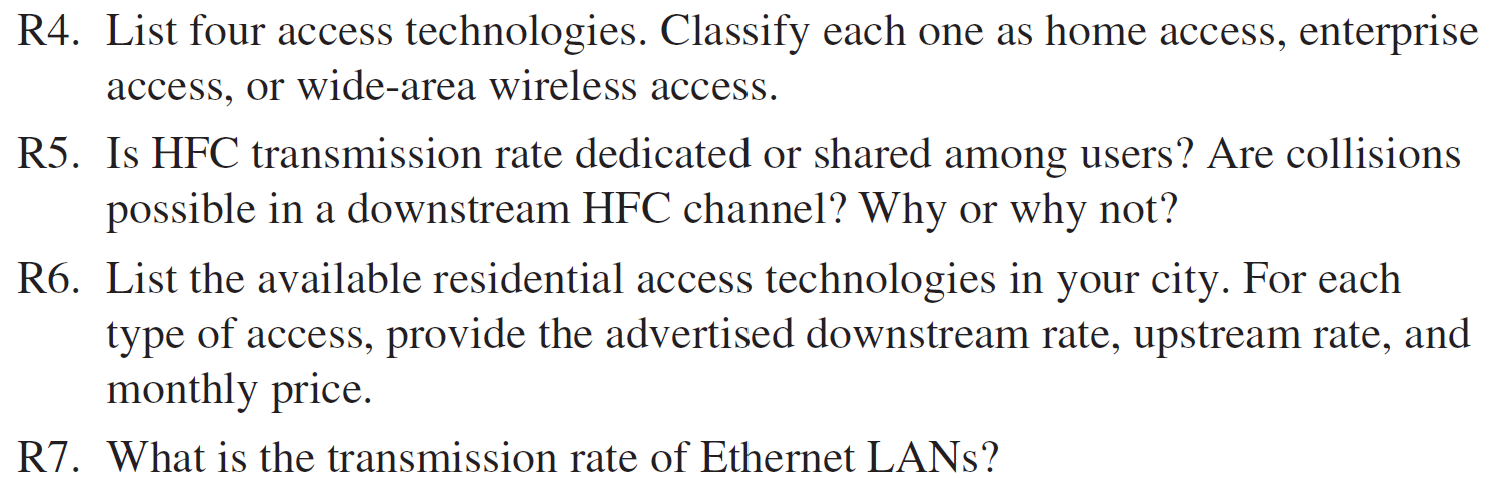 R4. List four access technologies. Classify each one as home access, enterprise
access, or wide-area wireless access.
R5. Is HFC transmission rate dedicated or shared among users? Are collisions
possible in a downstream HFC channel? Why or why not?
R6. List the available residential access technologies in your city. For each
type of access, provide the advertised downstream rate, upstream rate, and
monthly price.
R7. What is the transmission rate of Ethernet LANs?